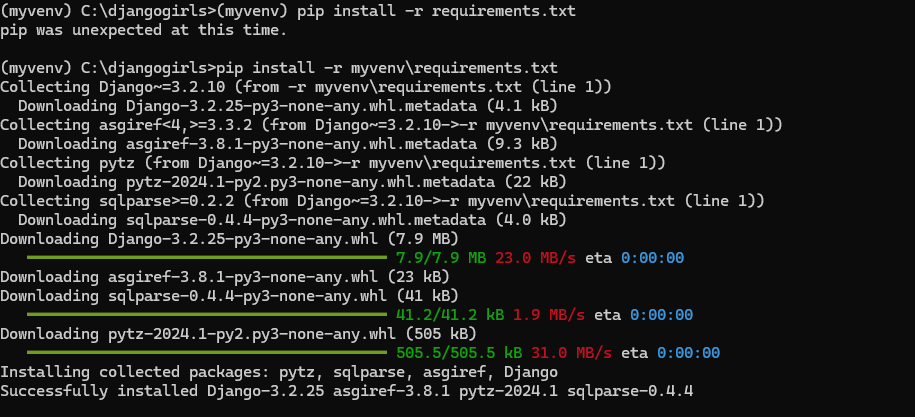 (myvenv) C:\djangogirls>(myvenv) pip install -r requirements.txt
pip was unexpected at this time.
(myvenv) C:\djangogirls>pip install -r myvenv\requirements.txt
Collecting Django~=3.2.10 (from -r myvenv\requirements.txt (line 1))
  Downloading Django-3.2.25-py3-none-any.whl.metadata (4.1 kB)
Collecting asgiref<4,>=3.3.2 (from Django~=3.2.10->-r myvenv\requirements.txt (line 1))
  Downloading asgiref-3.8.1-py3-none-any.whl.metadata (9.3 kB)
Collecting pytz (from Django~=3.2.10->-r myvenv\requirements.txt (line 1))
  Downloading pytz-2024.1-py2.py3-none-any.whl.metadata (22 kB)
Collecting sqlparse>=0.2.2 (from Django~=3.2.10->-r myvenv\requirements.txt (line 1))
  Downloading sqlparse-0.4.4-py3-none-any.whl.metadata (4.0 kB)
Downloading Django-3.2.25-py3-none-any.whl (7.9 MB)
7.9/7.9 MB 23.0 MB/s eta 0:00:00
Downloading asgiref-3.8.1-py3-none-any.whl (23 kB)
Downloading sqlparse-0.4.4-py3-none-any.whl (41 kB)
41.2/41.2 kB 1.9 MB/s eta 0:00:00
Downloading pytz-2024.1-py2.py3-none-any.whl (505 kB)
505.5/505.5 kB 31.0 MB/s eta 0:00:00
Installing collected packages: pytz, sqlparse, asgiref, Django
Successfully installed Django-3.2.25 asgiref-3.8.1 pytz-2024.1 sqlparse-0.4.4